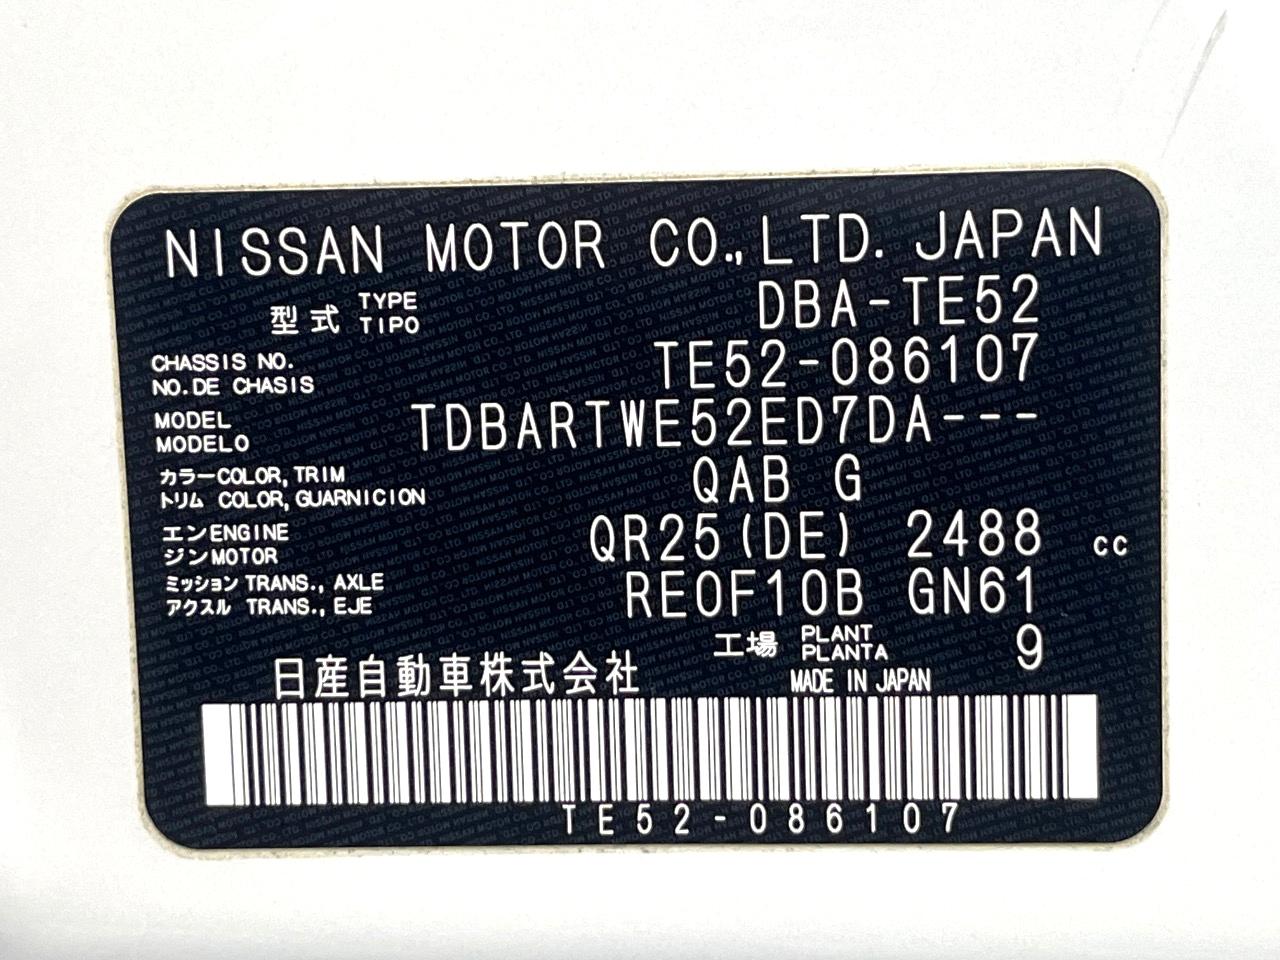 NISSAN MOTOR CO.,LTD. JAPAN
型式 TYPE TIPO DBA-TE52
CHASSIS NO.
NO.DE CHASIS TE52-086107
MODEL
MODELO TDBARTWE52ED7DA---
カラー COLOR, TRIM
トリム COLOR, GUARNICION QAB G
エン ENGINE
ジン MOTOR QR25(DE) 2488 cc
ミッション TRANS., AXLE
アクスル TRANS., EJE RE0F10B GN61
工場 PLANT PLANTA 9
日産自動車株式会社 MADE IN JAPAN
TE52-086107